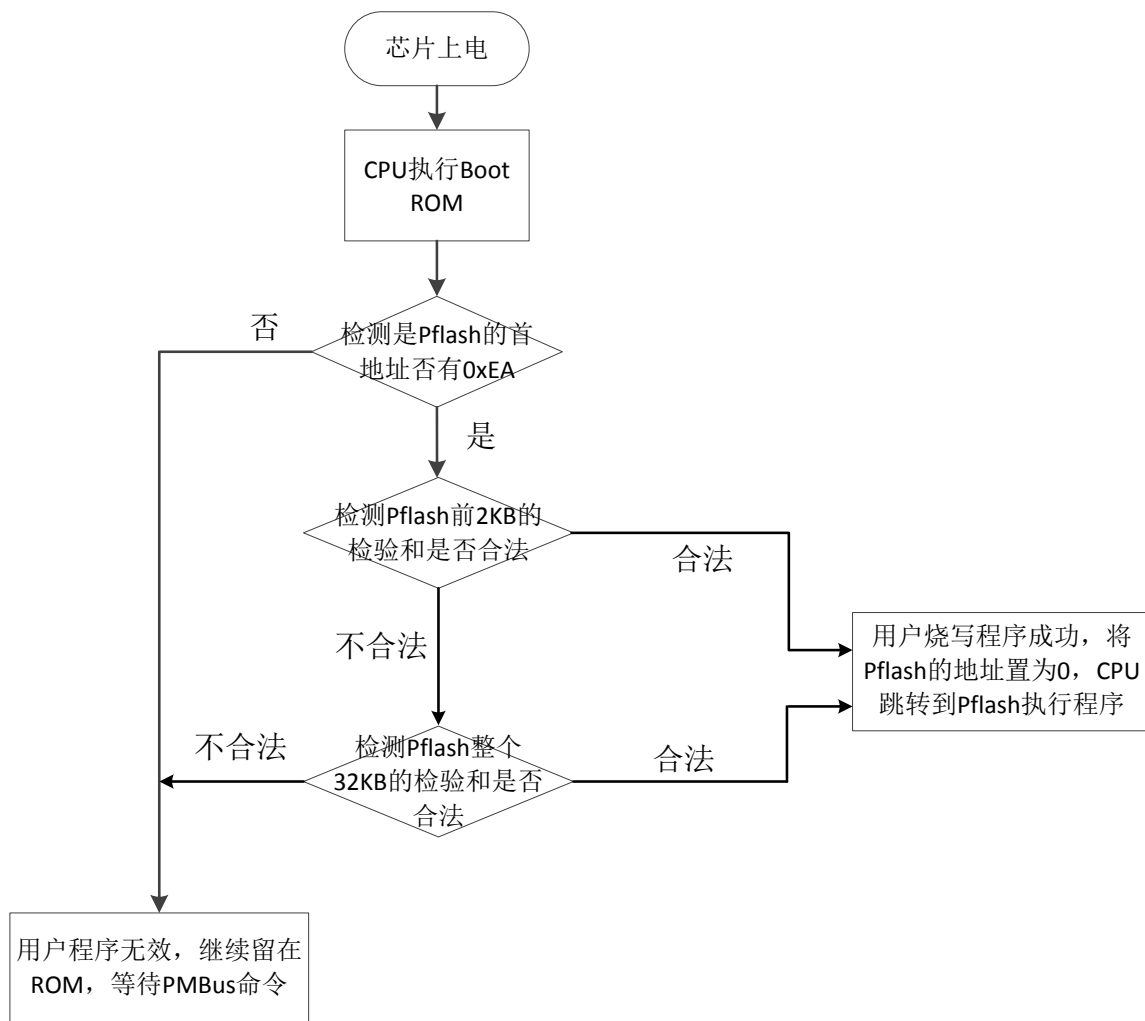 芯片上电
CPU执行Boot
ROM
否
检测是Pflash的首
地址否有0xEA
是
检测Pflash前2KB的
检验和是否合法
合法
不合法
用户烧写程序成功，将
Pflash的地址置为0，CPU
跳转到Pflash执行程序
不合法
检测Pflash整个
32KB的检验和是否
合法
合法
用户程序无效，继续留在
ROM，等待PMBus命令